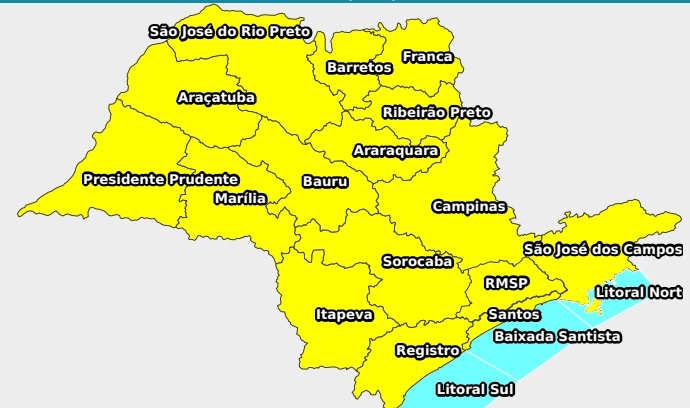 São José do Rio Preto
Franca
Barretos
Araçatuba
Ribeirão Preto
Araraquara
Presidente Prudente
Bauru
Marília
Campinas
São José dos Campos
Sorocaba
RMSP
Litoral Nort
Itapeva
Santos
Baixada Santista
Registro
Litoral Sul